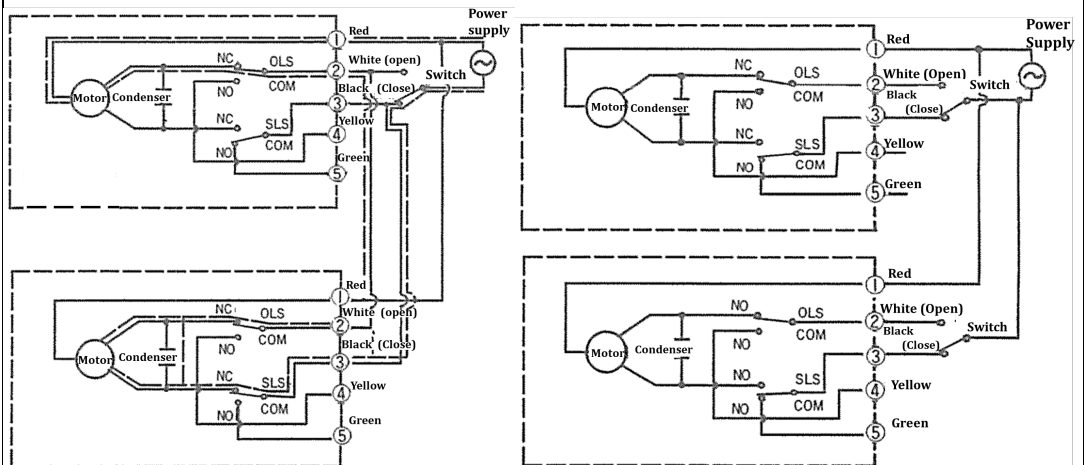 Power
supply
Red
1
NC
OLS
White (open)
2
Switch
Motor
Condenser
NO
COM
Black
(Close)
3
Yellow
NC
SLS
4
COM
NO
Green
5
Red
1
NC
OLS
White (open)
2
COM
Motor
Condenser
NO
Black (Close)
3
NC
SLS
Yellow
4
NO
COM
Green
5
Power
Supply
Red
1
NC
OLS
White (Open)
2
Switch
Black
Motor
Condenser
NO
COM
(Close)
3
NC
SLS
Yellow
4
NO
COM
Green
5
Red
1
NO
OLS
White (Open)
2
Switch
Black
Motor
Condenser
NO
COM
(Close)
3
NO
SLS
Yellow
4
NO
COM
Green
5